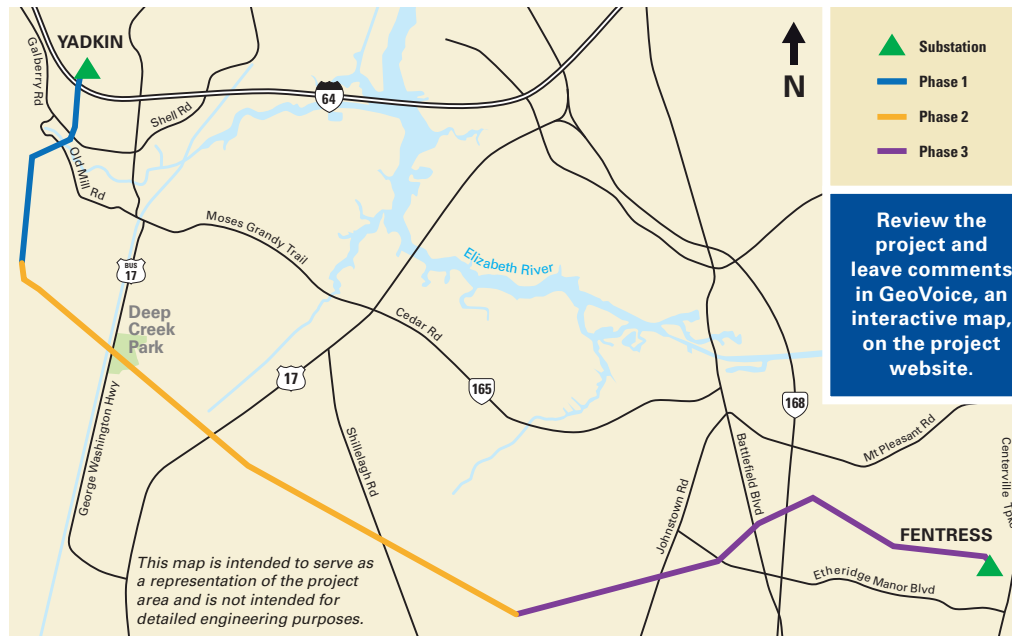 YADKIN
Galberry Rd
Shell Rd
64
Old Mill Rd
Moses Grandy Trail
BUS
17
Deep
Creek
Park
Elizabeth River
Cedar Rd
17
165
168
George Washington Hwy
Shillelagh Rd
Johnstown Rd
Battlefield Blvd
Mt Pleasant Rd
Centerville Tpk
FENTRESS
Etheridge Manor Blvd
This map is intended to serve as
a representation of the project
area and is not intended for
detailed engineering purposes.
N
Substation
Phase 1
Phase 2
Phase 3
Review the
project and
leave comments
in GeoVoice, an
interactive map,
on the project
website.